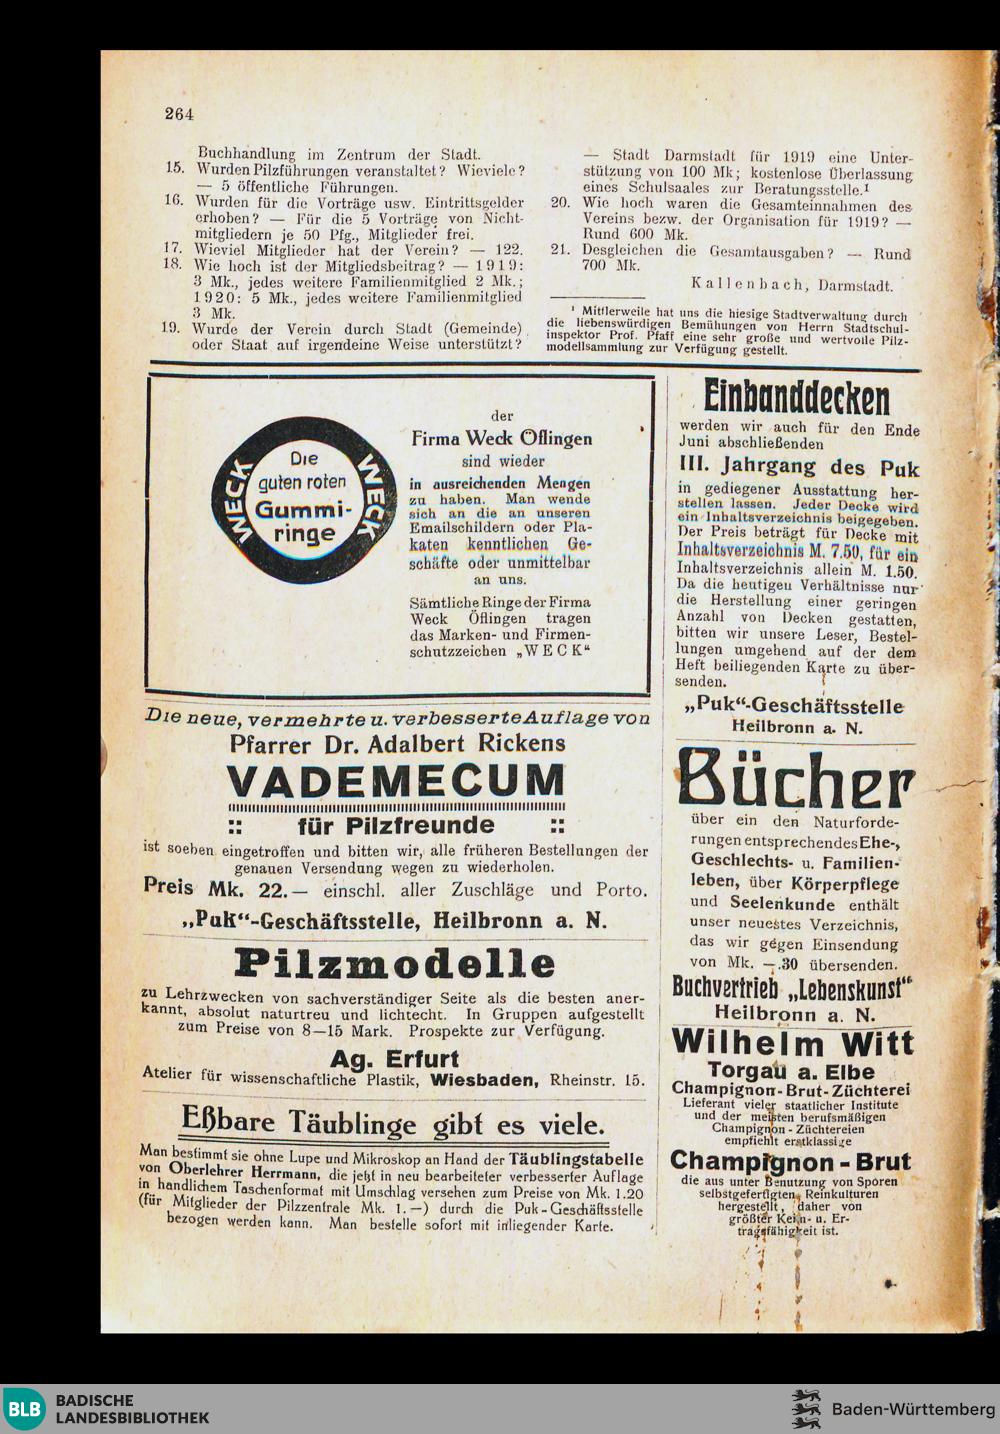 264
Buchhandlung im Zentrum der Stadt.
15. Wurden Pilzführungen veranstaltet? Wieviele?
— 5 öffentliche Führungen.
16. Wurden für die Vorträge usw. Eintrittsgelder
erhoben? — Für die 5 Vorträge von Nicht-
mitgliedern je 50 Pfg., Mitglieder frei.
17. Wieviel Mitglieder hat der Verein? — 122.
18. Wie hoch ist der Mitgliedsbeitrag? — 1919:
3 Mk., jedes weitere Familienmitglied 2 Mk.;
1920: 5 Mk., jedes weitere Familienmitglied
3 Mk.
19. Wurde der Verein durch Stadt (Gemeinde)
oder Staat auf irgendeine Weise unterstützt?
— Stadt Darmstadt für 1919 eine Unter-
stützung von 100 Mk; kostenlose Überlassung
eines Schulsaales zur Beratungsstelle.¹
20. Wie hoch waren die Gesamteinnahmen des
Vereins bezw. der Organisation für 1919? —
Rund 600 Mk.
21. Desgleichen die Gesamtausgaben? — Rund
700 Mk.
Kallenbach, Darmstadt.
¹ Mittlerweile hat uns die hiesige Stadtverwaltung durch
die liebenswürdigen Bemühungen von Herrn Stadtschul-
inspektor Prof. Pfaff eine sehr große und wertvolle Pilz-
modellsammlung zur Verfügung gestellt.
WECK
WECK
Die
guten roten
Gummi-
ringe
der
Firma Weck Öflingen
sind wieder
in ausreichenden Mengen
zu haben. Man wende
sich an die an unseren
Emailschildern oder Pla-
katen kenntlichen Ge-
schäfte oder unmittelbar
an uns.
Sämtliche Ringe der Firma
Weck Öflingen tragen
das Marken- und Firmen-
schutzzeichen „WECK“
Die neue, vermehrte u. verbesserte Auflage von
Pfarrer Dr. Adalbert Rickens
VADEMECUM
:: für Pilzfreunde ::
ist soeben eingetroffen und bitten wir, alle früheren Bestellungen der
genauen Versendung wegen zu wiederholen.
Preis Mk. 22.— einschl. aller Zuschläge und Porto.
„Puk“-Geschäftsstelle, Heilbronn a. N.
Pilzmodelle
zu Lehrzwecken von sachverständiger Seite als die besten aner-
kannt, absolut naturtreu und lichtecht. In Gruppen aufgestellt
zum Preise von 8—15 Mark. Prospekte zur Verfügung.
Ag. Erfurt
Atelier für wissenschaftliche Plastik, Wiesbaden, Rheinstr. 15.
Eßbare Täublinge gibt es viele.
Man bestimmt sie ohne Lupe und Mikroskop an Hand der Täublingstabelle
von Oberlehrer Herrmann, die jetzt in neu bearbeiteter verbesserter Auflage
in handlichem Taschenformat mit Umschlag versehen zum Preise von Mk. 1.20
(für Mitglieder der Pilzzentrale Mk. 1.—) durch die Puk-Geschäftsstelle
bezogen werden kann. Man bestelle sofort mit inliegender Karte.
Einbanddecken
werden wir auch für den Ende
Juni abschließenden
III. Jahrgang des Puk
in gediegener Ausstattung her-
stellen lassen. Jeder Decke wird
ein Inhaltsverzeichnis beigegeben.
Der Preis beträgt für Decke mit
Inhaltsverzeichnis M. 7.50, für ein
Inhaltsverzeichnis allein M. 1.50.
Da die heutigen Verhältnisse nur
die Herstellung einer geringen
Anzahl von Decken gestatten,
bitten wir unsere Leser, Bestel-
lungen umgehend auf der dem
Heft beiliegenden Karte zu über-
senden.
„Puk“-Geschäftsstelle
Heilbronn a. N.
Bücher
über ein den Naturforde-
rungen entsprechendes Ehe-,
Geschlechts- u. Familien-
leben, über Körperpflege
und Seelenkunde enthält
unser neuestes Verzeichnis,
das wir gegen Einsendung
von Mk. —.30 übersenden.
Buchvertrieb „Lebenskunst“
Heilbronn a. N.
Wilhelm Witt
Torgau a. Elbe
Champignon-Brut-Züchterei
Lieferant vieler staatlicher Institute
und der meisten berufsmäßigen
Champignon-Züchtereien
empfiehlt erstklassige
Champignon-Brut
die aus unter Benutzung von Sporen
selbstgefertigten Reinkulturen
hergestellt, daher von
größter Keim- u. Er-
tragsfähigkeit ist.
BLB BADISCHE
LANDESBIBLIOTHEK
Baden-Württemberg